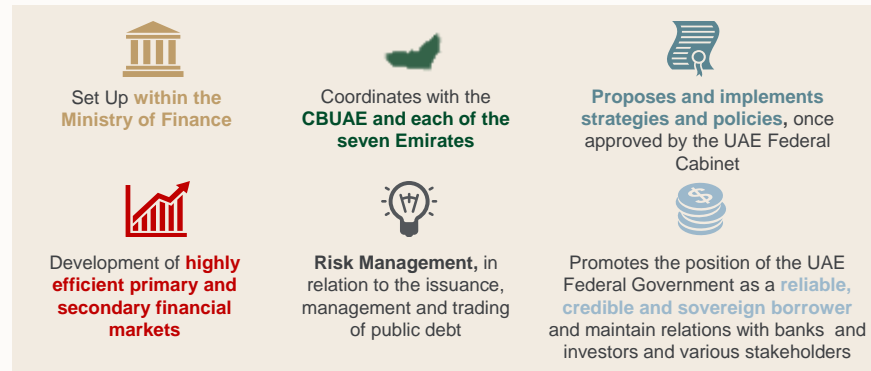 Set Up within the
Ministry of Finance
Coordinates with the
CBUAE and each of the
seven Emirates
Proposes and implements
strategies and policies, once
approved by the UAE Federal
Cabinet
Development of highly
efficient primary and
secondary financial
markets
Risk Management, in
relation to the issuance,
management and trading
of public debt
Promotes the position of the UAE
Federal Government as a reliable,
credible and sovereign borrower
and maintain relations with banks and
investors and various stakeholders